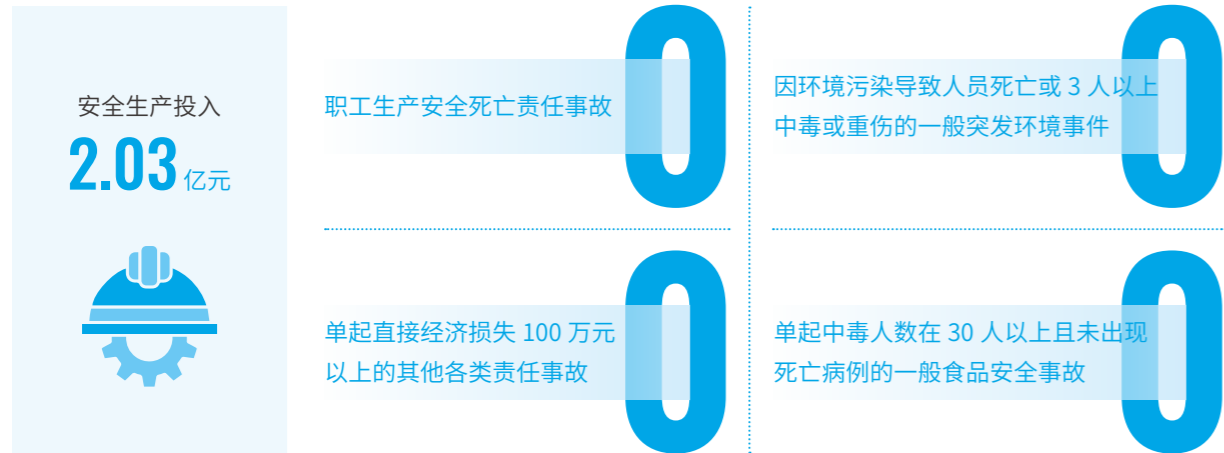 安全生产投入
2.03 亿元
职工生产安全死亡责任事故
0
因环境污染导致人员死亡或 3 人以上
中毒或重伤的一般突发环境事件
0
单起直接经济损失 100 万元
以上的其他各类责任事故
0
单起中毒人数在 30 人以上且未出现
死亡病例的一般食品安全事故
0